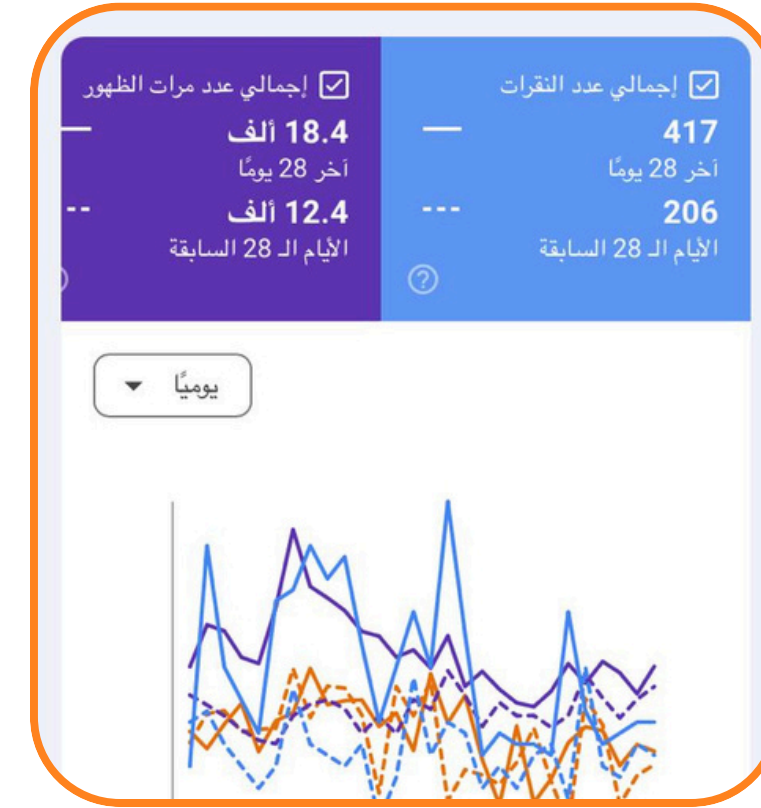 إجمالي عدد النقرات
417
آخر 28 يومًا
206
الأيام الـ 28 السابقة
إجمالي عدد مرات الظهور
18.4 ألف
آخر 28 يومًا
12.4 ألف
الأيام الـ 28 السابقة
يوميًا